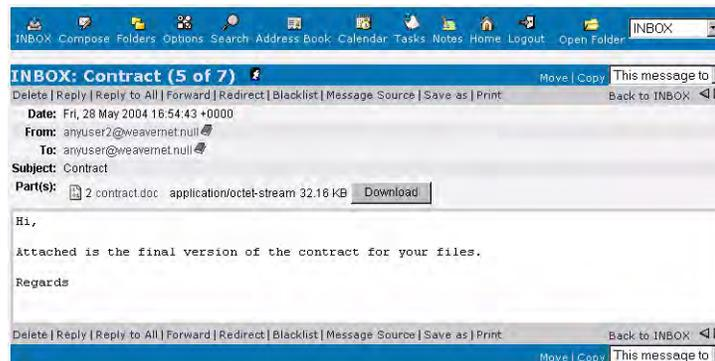 INBOX Compose Folders Options Search Address Book Calendar Tasks Notes Home Logout Open Folder INBOX
INBOX: Contract (5 of 7) Move | Copy This message to
Delete | Reply | Reply to All | Forward | Redirect | Blacklist | Message Source | Save as | Print Back to INBOX
Date: Fri, 28 May 2004 16:54:43 +0000
From: anyuser2@weavernet.null
To: anyuser@weavernet.null
Subject: Contract
Part(s): 2 contract.doc application/octet-stream 32.16 KB Download
Hi,
Attached is the final version of the contract for your files.
Regards
Delete | Reply | Reply to All | Forward | Redirect | Blacklist | Message Source | Save as | Print Back to INBOX
Move | Copy This message to